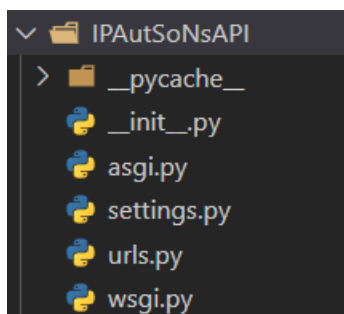 IPAutSoNsAPI
__pycache__
__init__.py
asgi.py
settings.py
urls.py
wsgi.py